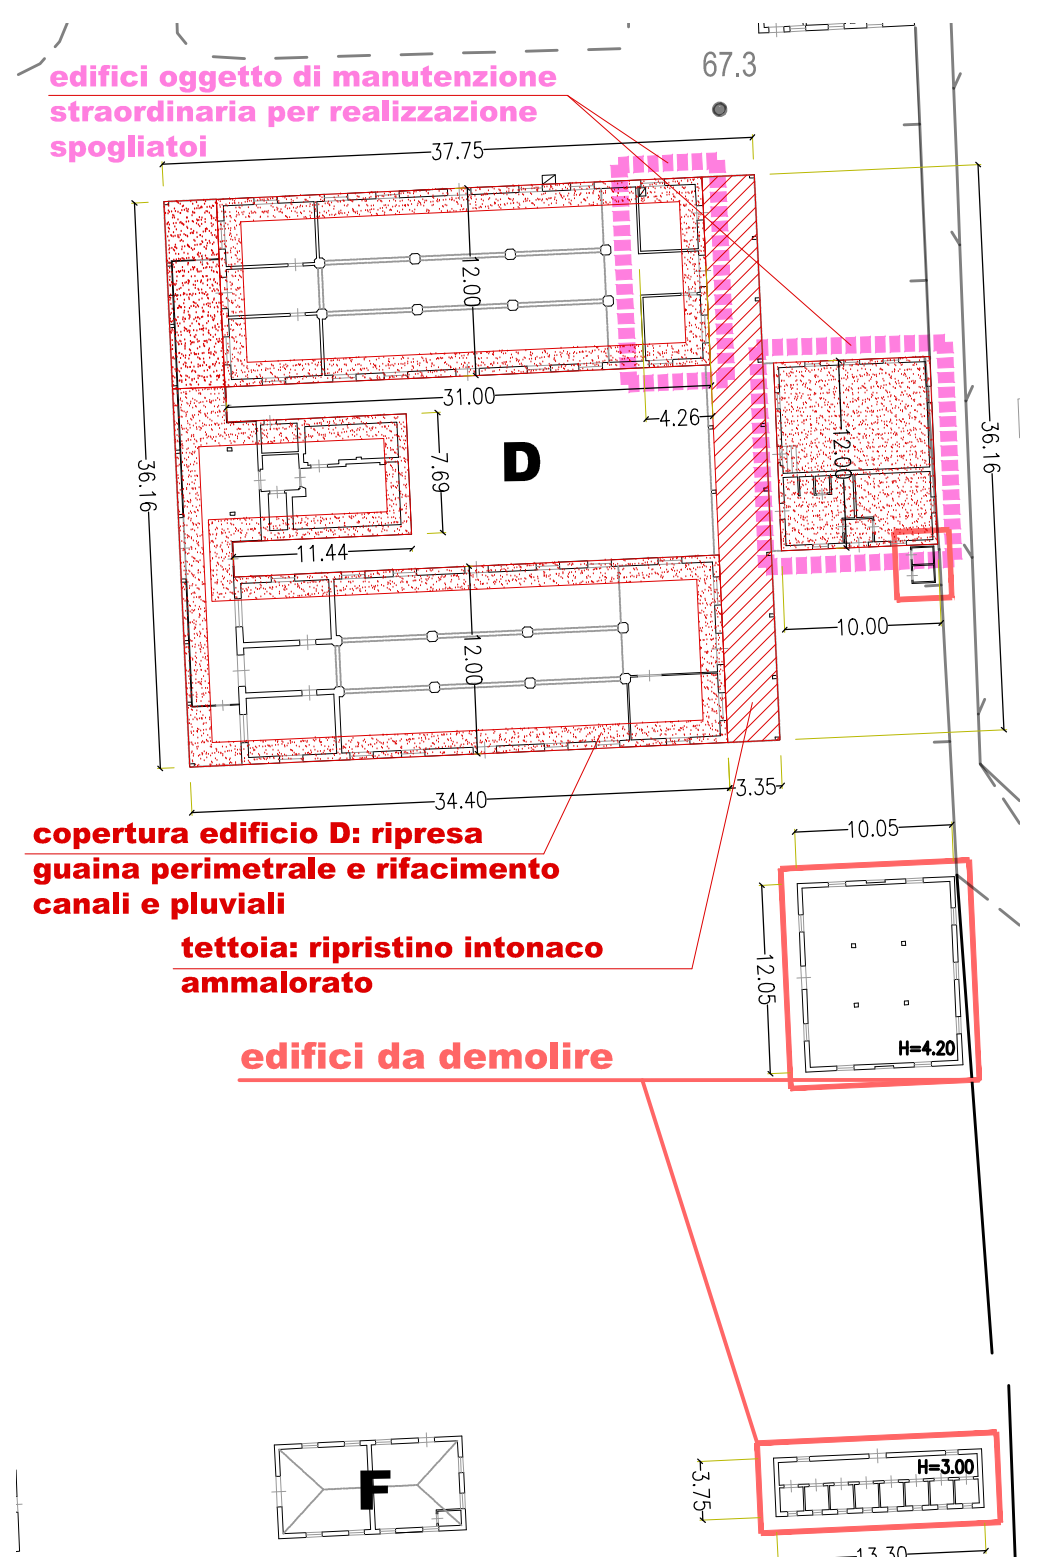 67.3
edifici oggetto di manutenzione
straordinaria per realizzazione
spogliatoi
37.75
12.00
31.00
4.26
36.16
7.69
D
12.00
36.16
11.44
10.00
12.00
34.40
3.35
copertura edificio D: ripresa
guaina perimetrale e rifacimento
canali e pluviali
10.05
tettoia: ripristino intonaco
ammalorato
12.05
H=4.20
edifici da demolire
F
H=3.00
3.75
13.30